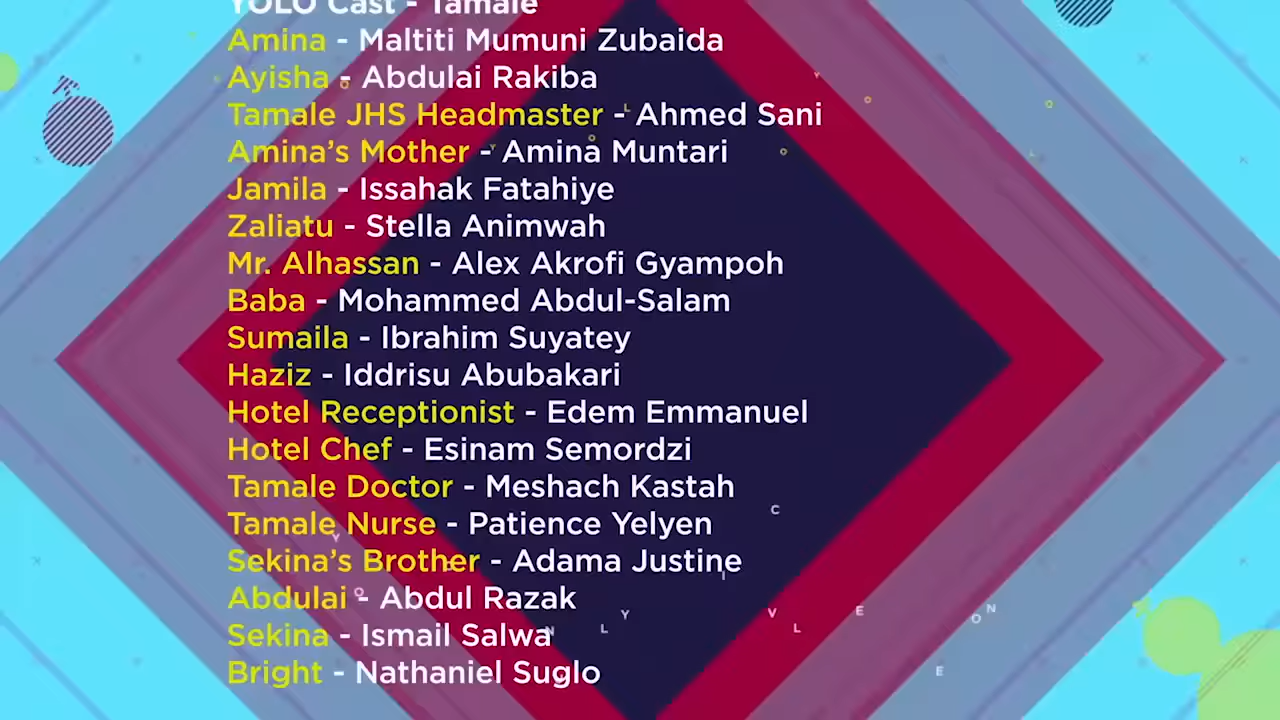 YOLO Cast - Tamale
Amina - Maltiti Mumuni Zubaida
Ayisha - Abdulai Rakiba
Tamale JHS Headmaster - Ahmed Sani
Amina's Mother - Amina Muntari
Jamila - Issahak Fatahiye
Zaliatu - Stella Animwah
Mr. Alhassan - Alex Akrofi Gyampoh
Baba - Mohammed Abdul-Salam
Sumaila - Ibrahim Suyatey
Haziz - Iddrisu Abubakari
Hotel Receptionist - Edem Emmanuel
Hotel Chef - Esinam Semordzi
Tamale Doctor - Meshach Kastah
Tamale Nurse - Patience Yelyen
Sekina's Brother - Adama Justine
Abdulai - Abdul Razak
Sekina - Ismail Salwa
Bright - Nathaniel Suglo